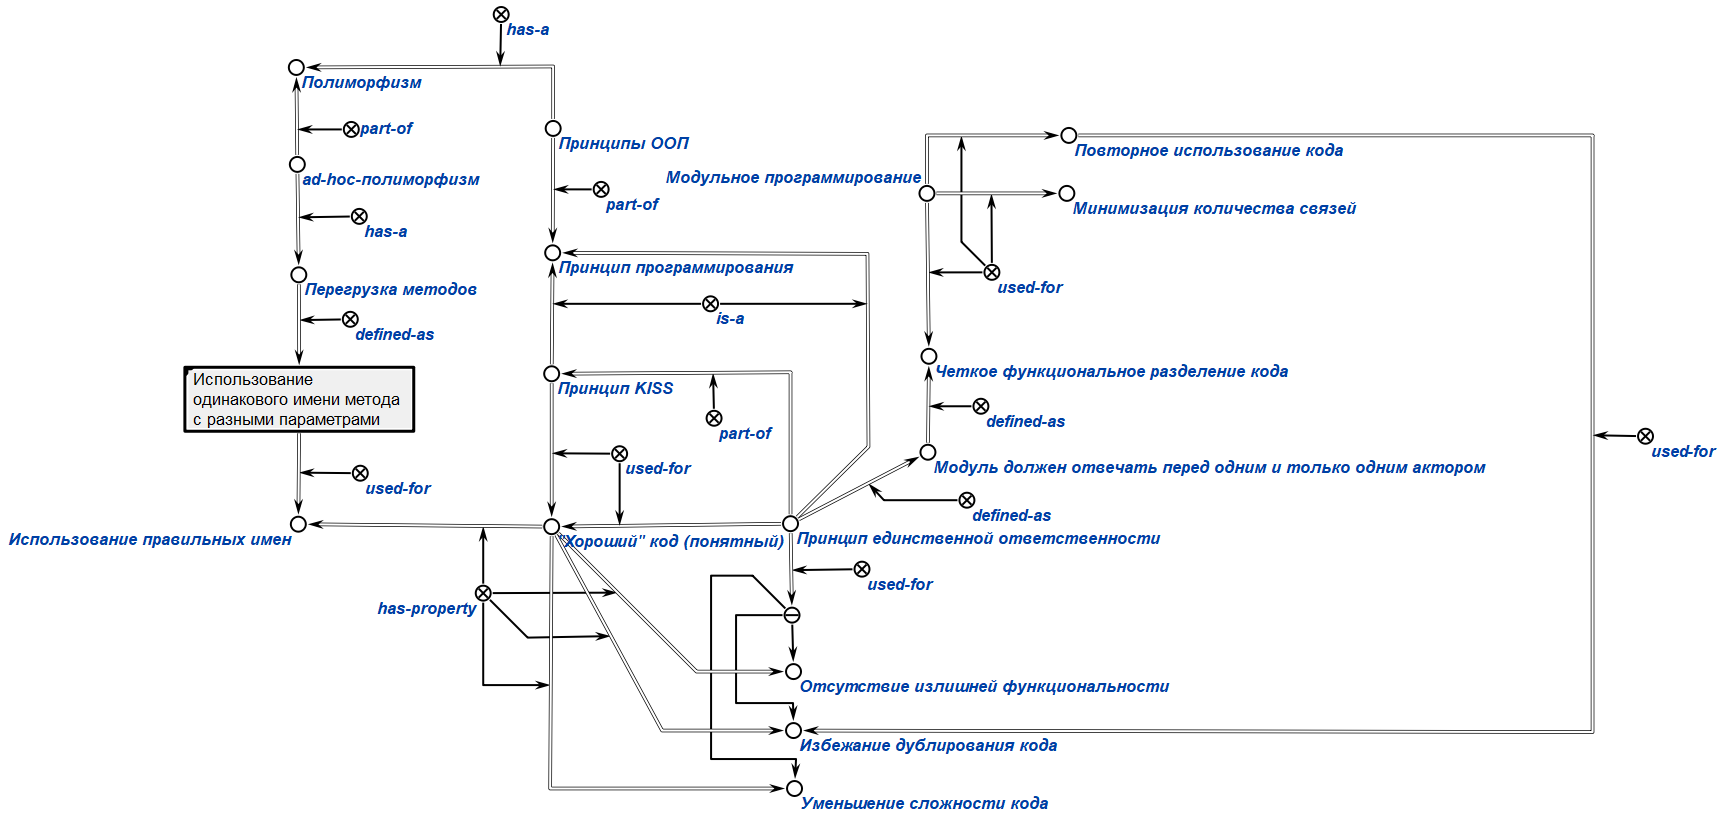 has-a
Полиморфизм
part-of
Принципы ООП
Повторное использование кода
ad-hoc-полиморфизм
Модульное программирование
part-of
Минимизация количества связей
has-a
Принцип программирования
Перегрузка методов
used-for
is-a
defined-as
Использование
одинакового имени метода
с разными параметрами
Принцип KISS
Четкое функциональное разделение кода
part-of
defined-as
used-for
used-for
Модуль должен отвечать перед одним и только одним актором
used-for
defined-as
Использование правильных имен
"Хороший" код (понятный)
Принцип единственной ответственности
used-for
has-property
Отсутствие излишней функциональности
Избежание дублирования кода
Уменьшение сложности кода